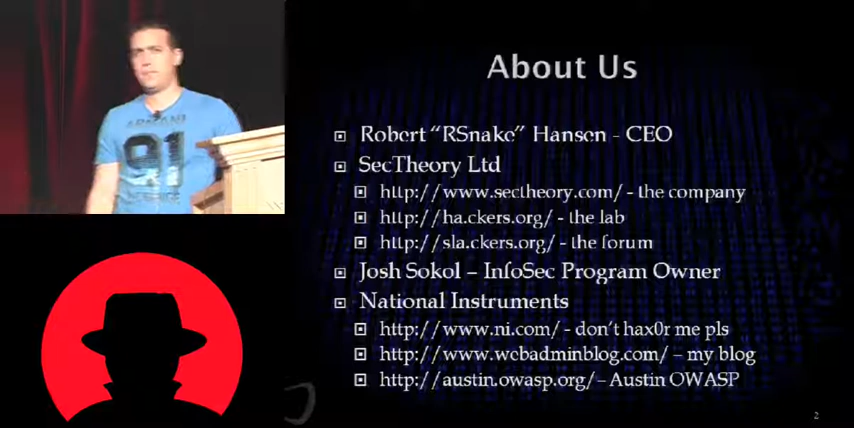 ARMANI
91
About Us
Robert "RSnake" Hansen - CEO
SecTheory Ltd
http://www.sectheory.com/ - the company
http://ha.ckers.org/ - the lab
http://sla.ckers.org/ - the forum
Josh Sokol – InfoSec Program Owner
National Instruments
http://www.ni.com/ - don't hax0r me pls
http://www.webadminblog.com/ – my blog
http://austin.owasp.org/ – Austin OWASP
2